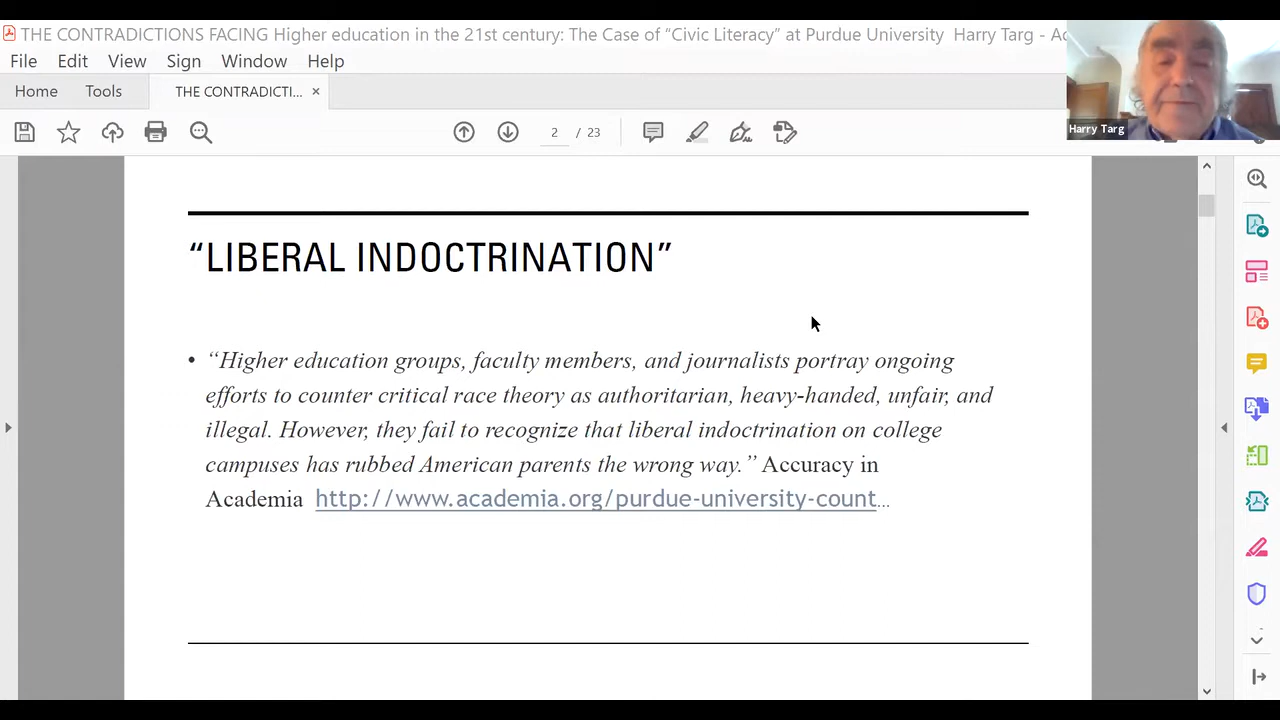 THE CONTRADICTIONS FACING Higher education in the 21st century: The Case of “Civic Literacy” at Purdue University  Harry Targ -
File Edit View Sign Window Help
Home Tools THE CONTRADICTI... ×
2 / 23
Harry Targ
“LIBERAL INDOCTRINATION”
• “Higher education groups, faculty members, and journalists portray ongoing
efforts to counter critical race theory as authoritarian, heavy-handed, unfair, and
illegal. However, they fail to recognize that liberal indoctrination on college
campuses has rubbed American parents the wrong way.” Accuracy in
Academia http://www.academia.org/purdue-university-count...